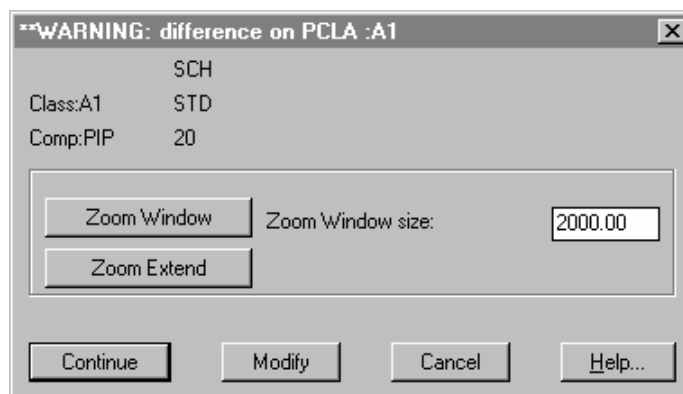 **WARNING: difference on PCLA :A1
SCH
Class:A1 STD
Comp:PIP 20
Zoom Window Zoom Window size: 2000.00
Zoom Extend
Continue Modify Cancel Help...